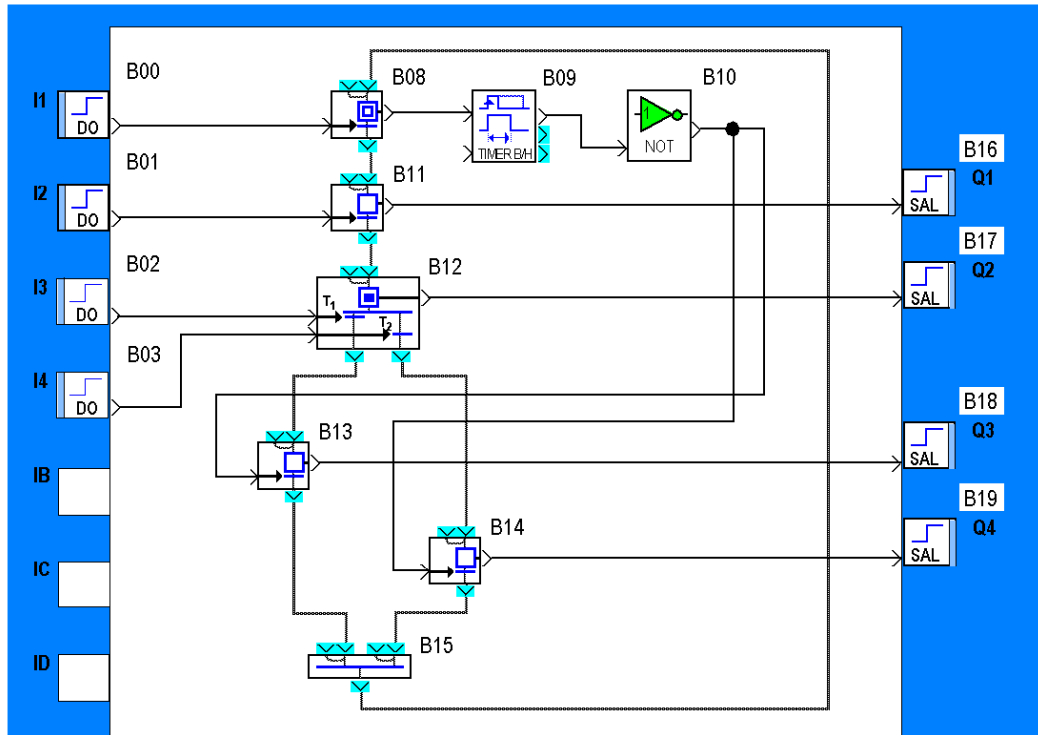 B00
I1
DO
B08
B09
TIMER B/H
B10
1
NOT
B01
I2
DO
B11
B16
Q1
SAL
B02
I3
DO
B12
T1
T2
B17
Q2
SAL
B03
I4
DO
B13
B18
Q3
SAL
IB
B14
B19
Q4
SAL
IC
B15
ID